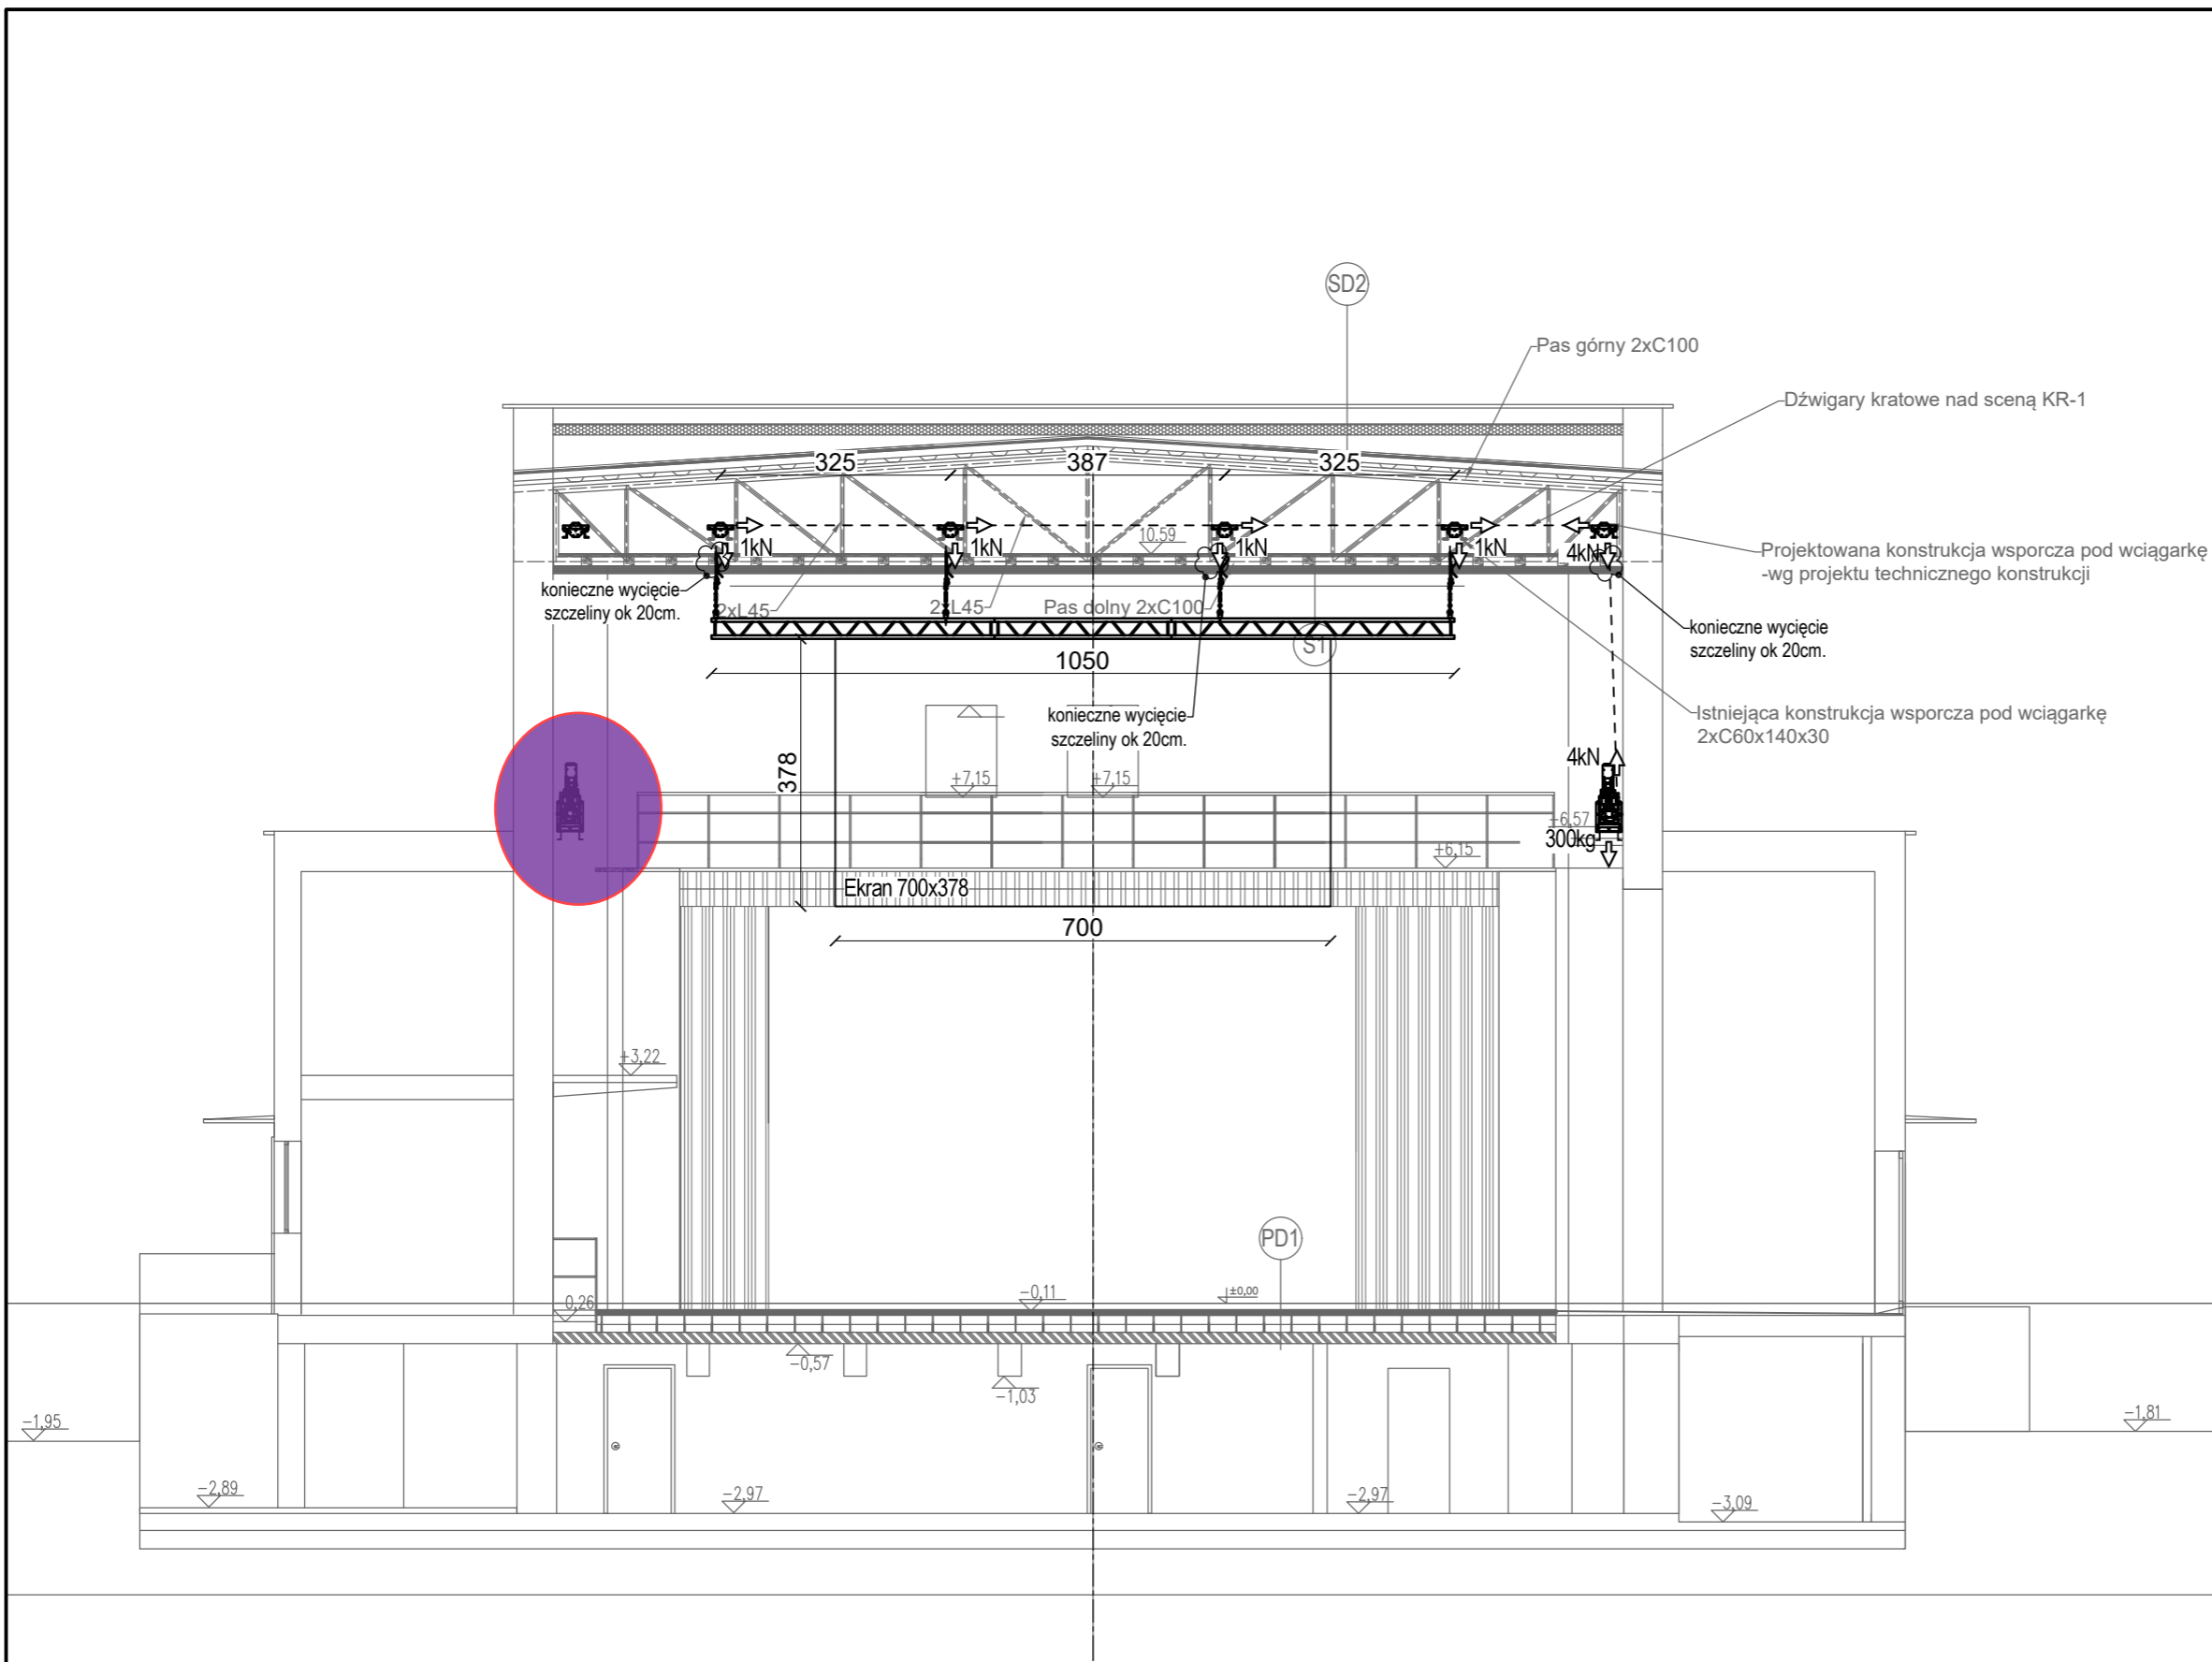 SD2
Pas górny 2xC100
Dźwigary kratowe nad sceną KR-1
325
387
325
10.59
1kN
1kN
1kN
1kN
4kN
Projektowana konstrukcja wsporcza pod wciągarkę
-wg projektu technicznego konstrukcji
konieczne wycięcie
szczeliny ok 20cm.
2xL45
2xL45
Pas dolny 2xC100
konieczne wycięcie
szczeliny ok 20cm.
S1
1050
konieczne wycięcie
szczeliny ok 20cm.
Istniejąca konstrukcja wsporcza pod wciągarkę
2xC60x140x30
378
+7,15
+7,15
4kN
+6,57
300kg
+6,15
Ekran 700x378
700
+3,22
PD1
-0,11
±0,00
0,26
-0,57
-1,03
-1,95
-1,81
-2,89
-2,97
-2,97
-3,09